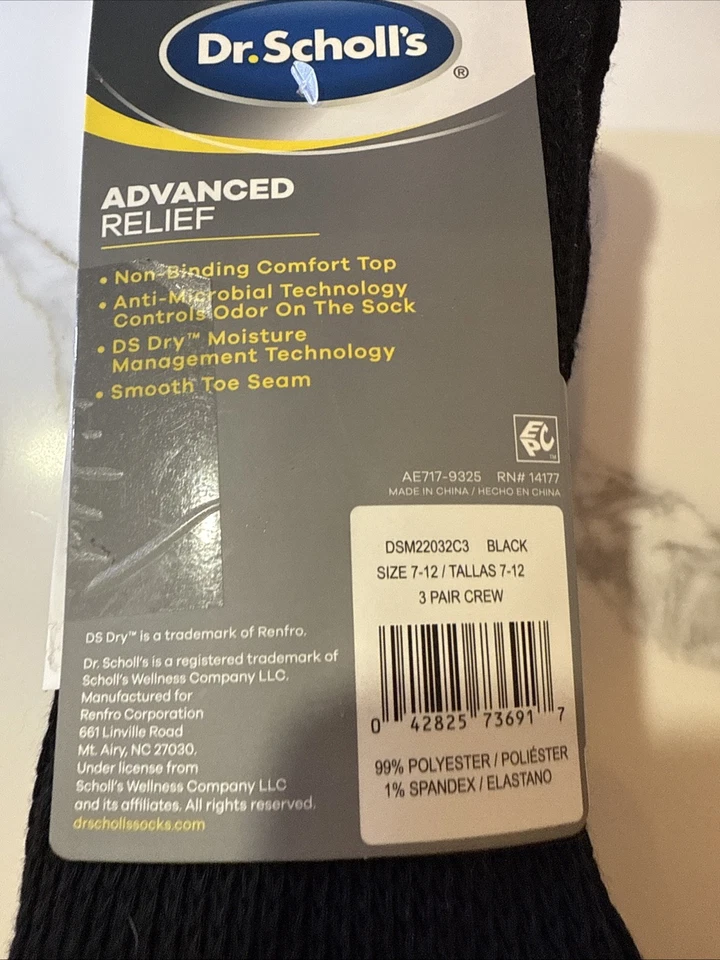 Dr.Scholl's
®
ADVANCED
RELIEF
• Non-Binding Comfort Top
• Anti-Microbial Technology
Controls Odor On The Sock
• DS Dry™ Moisture
Management Technology
• Smooth Toe Seam
EPC
TM
AE717-9325 RN# 14177
MADE IN CHINA / HECHO EN CHINA
DSM22032C3 BLACK
SIZE 7-12 / TALLAS 7-12
3 PAIR CREW
0 42825 73691 7
99% POLYESTER / POLIÉSTER
1% SPANDEX / ELASTANO
DS Dry™ is a trademark of Renfro.
Dr. Scholl's is a registered trademark of
Scholl's Wellness Company LLC.
Manufactured for
Renfro Corporation
661 Linville Road
Mt. Airy, NC 27030.
Under license from
Scholl's Wellness Company LLC
and its affiliates. All rights reserved.
drschollssocks.com